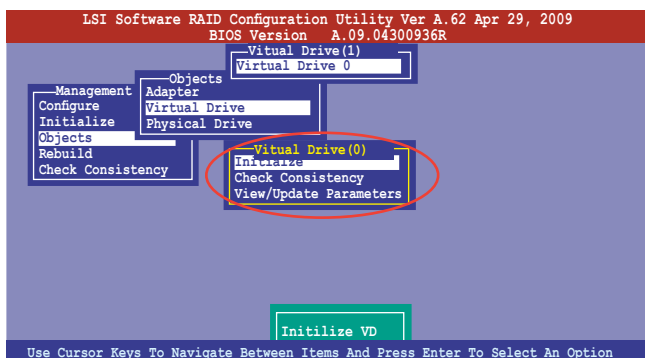 LSI Software RAID Configuration Utility Ver A.62 Apr 29, 2009
BIOS Version A.09.04300936R
Vitual Drive(1)
Virtual Drive 0
Objects
Adapter
Virtual Drive
Physical Drive
Management
Configure
Initialize
Objects
Rebuild
Check Consistency
Vitual Drive(0)
Initialze
Check Consistency
View/Update Parameters
Initilize VD
Use Cursor Keys To Navigate Between Items And Press Enter To Select An Option